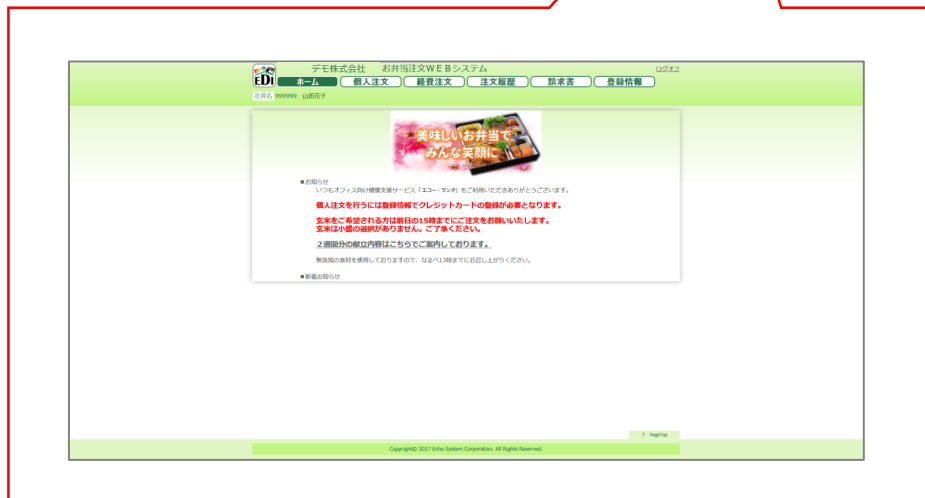 デモ株式会社 お弁当注文WEBシステム
ログオフ
EDi
ホーム 個人注文 経費注文 注文履歴 請求書 登録情報
社員名 999999 山田花子
美味しいお弁当で
みんな笑顔に
■お知らせ
いつもオフィス向け健康支援サービス「エコー・ランチ」をご利用いただきありがとうございます。
個人注文を行うには登録情報でクレジットカードの登録が必要となります。
玄米をご希望される方は前日の15時までにご注文をお願いいたします。
玄米は小盛の選択がありません。ご了承ください。
２週間分の献立内容はこちらでご案内しております。
無添加の食材を使用しておりますので、なるべ13時までにお召し上がりください。
■新着お知らせ
↑ PageTop
Copyright© 2017 Echo System Corporation. All Rights Reserved.